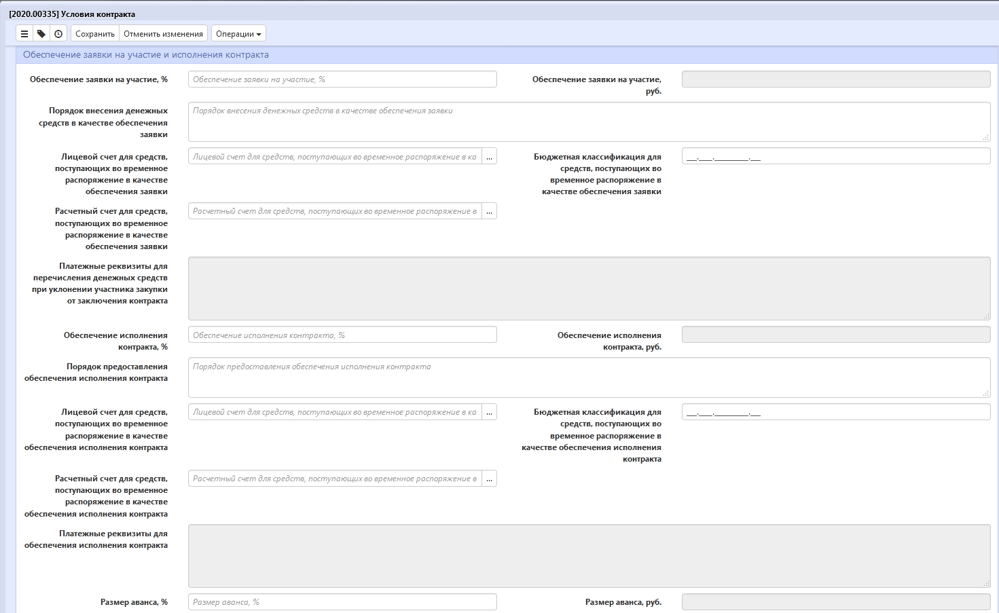 [2020.00335] Условия контракта
Сохранить Отменить изменения Операции
Обеспечение заявки на участие и исполнения контракта
Обеспечение заявки на участие, %
Обеспечение заявки на участие, %
Обеспечение заявки на участие,
руб.
Порядок внесения денежных
средств в качестве обеспечения
заявки
Порядок внесения денежных средств в качестве обеспечения заявки
Лицевой счет для средств,
поступающих во временное
распоряжение в качестве
обеспечения заявки
Лицевой счет для средств, поступающих во временное распоряжение в ка
...
Бюджетная классификация для
средств, поступающих во
временное распоряжение в
качестве обеспечения заявки
__.___.________.__
Расчетный счет для средств,
поступающих во временное
распоряжение в качестве
обеспечения заявки
Расчетный счет для средств, поступающих во временное распоряжение в
...
Платежные реквизиты для
перечисления денежных средств
при уклонении участника закупки
от заключения контракта
Обеспечение исполнения
контракта, %
Обеспечение исполнения контракта, %
Обеспечение исполнения
контракта, руб.
Порядок предоставления
обеспечения исполнения контракта
Порядок предоставления обеспечения исполнения контракта
Лицевой счет для средств,
поступающих во временное
распоряжение в качестве
обеспечения исполнения контракта
Лицевой счет для средств, поступающих во временное распоряжение в ка
...
Бюджетная классификация для
средств, поступающих во
временное распоряжение в
качестве обеспечения исполнения
контракта
__.___.________.__
Расчетный счет для средств,
поступающих во временное
распоряжение в качестве
обеспечения исполнения контракта
Расчетный счет для средств, поступающих во временное распоряжение в
...
Платежные реквизиты для
обеспечения исполнения контракта
Размер аванса, %
Размер аванса, %
Размер аванса, руб.